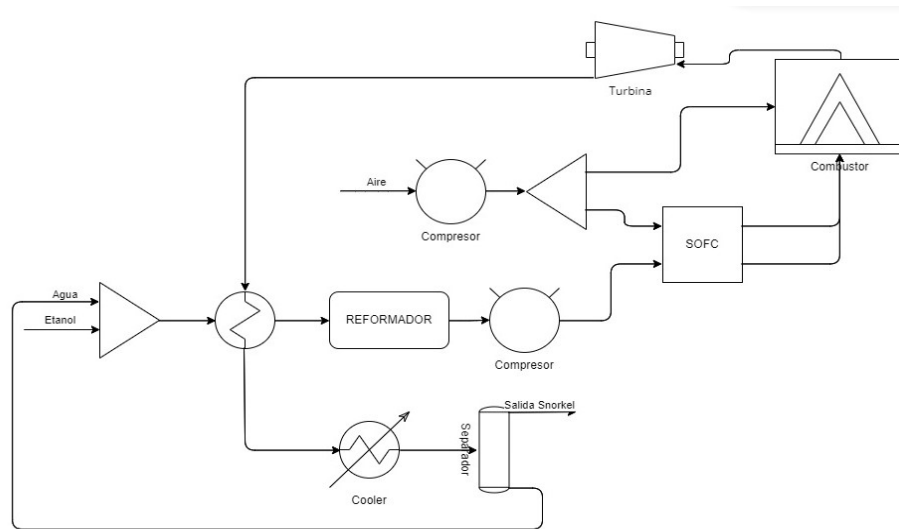 Turbina
Combustor
Aire
Compresor
SOFC
Agua
Etanol
REFORMADOR
Compresor
Salida Snorkel
Separador
Cooler